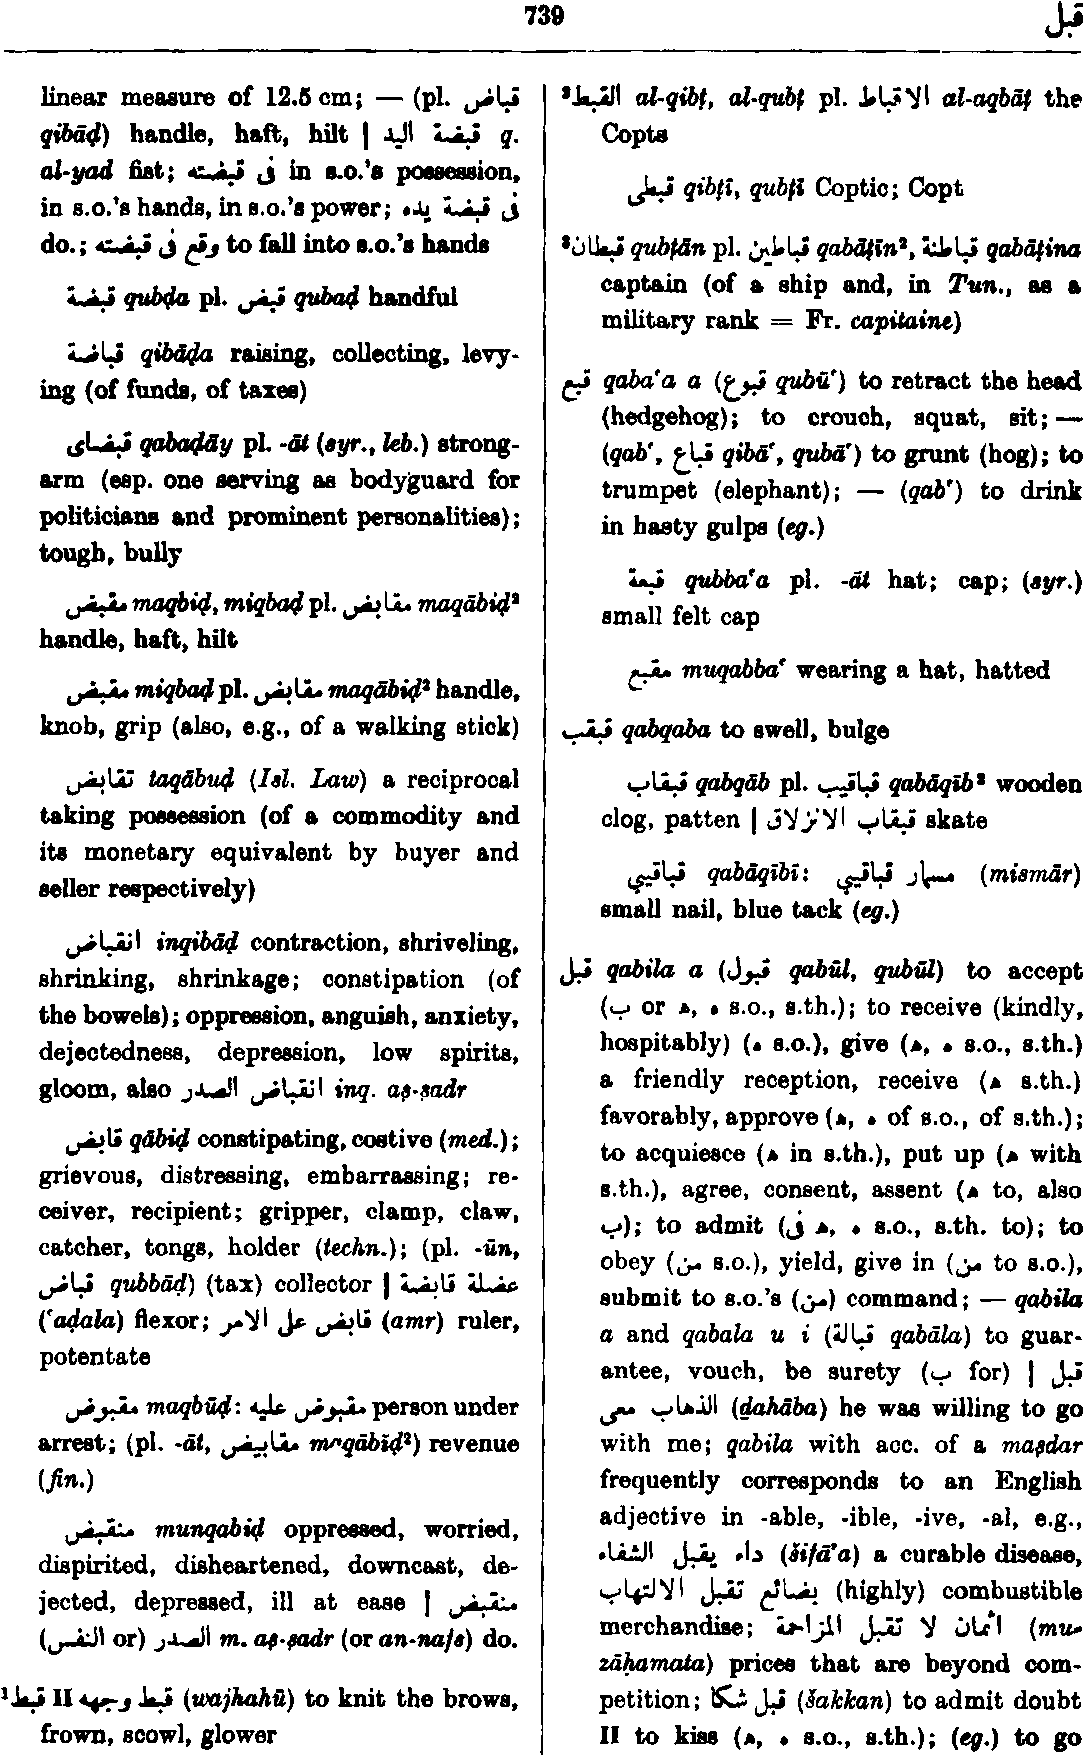 739
قبل
linear measure of 12.5 cm; — (pl. قباض
qibāḍ) handle, haft, hilt | قبضة اليد q.
al-yad fist; فى قبضته in s.o.'s possession,
in s.o.'s hands, in s.o.'s power; فى قبضة يده
do.; وقع فى قبضته to fall into s.o.'s hands
قبضة qubḍa pl. قبض qubaḍ handful
قباضة qibāḍa raising, collecting, levy-
ing (of funds, of taxes)
قبضاى qabaḍāy pl. -āt (syr., leb.) strong-
arm (esp. one serving as bodyguard for
politicians and prominent personalities);
tough, bully
مقبض maqbiḍ, miqbaḍ pl. مقابض maqābiḍ²
handle, haft, hilt
مقبض miqbaḍ pl. مقابض maqābiḍ² handle,
knob, grip (also, e.g., of a walking stick)
تقابض taqābuḍ (Isl. Law) a reciprocal
taking possession (of a commodity and
its monetary equivalent by buyer and
seller respectively)
انقباض inqibāḍ contraction, shriveling,
shrinking, shrinkage; constipation (of
the bowels); oppression, anguish, anxiety,
dejectedness, depression, low spirits,
gloom, also انقباض الصدر inq. aṣ-ṣadr
قابض qābiḍ constipating, costive (med.);
grievous, distressing, embarrassing; re-
ceiver, recipient; gripper, clamp, claw,
catcher, tongs, holder (techn.); (pl. -ūn,
قباض qubbāḍ) (tax) collector | عضلة قابضة
(‘aḍala) flexor; قابض على الامر (amr) ruler,
potentate
مقبوض maqbūḍ: مقبوض عليه person under
arrest; (pl. -āt, مقابيض maqābīḍ²) revenue
(fin.)
منقبض munqabiḍ oppressed, worried,
dispirited, disheartened, downcast, de-
jected, depressed, ill at ease | منقبض
الصدر (or النفس) m. aṣ-ṣadr (or an-nafs) do.
¹قبط II قبط وجهه (wajhahū) to knit the brows,
frown, scowl, glower
²القبط al-qibṭ, al-qubṭ pl. الاقباط al-aqbāṭ the
Copts
قبطى qibṭī, qubṭī Coptic; Copt
³قبطان qubṭān pl. قباطين qabāṭīn², قباطنة qabāṭina
captain (of a ship and, in Tun., as a
military rank = Fr. capitaine)
قبع qaba‘a a (قبوع qubū‘) to retract the head
(hedgehog); to crouch, squat, sit; —
(qab‘, قباع qibā‘, qubā‘) to grunt (hog); to
trumpet (elephant); — (qab‘) to drink
in hasty gulps (eg.)
قبعة qubba‘a pl. -āt hat; cap; (syr.)
small felt cap
مقبع muqabba‘ wearing a hat, hatted
قبقب qabqaba to swell, bulge
قبقاب qabqāb pl. قباقيب qabāqīb² wooden
clog, patten | قبقاب الانزلاق skate
قباقيبي qabāqībī: مسمار قباقيبي (mismār)
small nail, blue tack (eg.)
قبل qabila a (قبول qabūl, qubūl) to accept
(ب or ه, ه s.o., s.th.); to receive (kindly,
hospitably) (ه s.o.), give (ه, ه s.o., s.th.)
a friendly reception, receive (ه s.th.)
favorably, approve (ه, ه of s.o., of s.th.);
to acquiesce (ه in s.th.), put up (ه with
s.th.), agree, consent, assent (ه to, also
ب); to admit (فى ه, ه s.o., s.th. to); to
obey (من s.o.), yield, give in (من to s.o.),
submit to s.o.'s (من) command; — qabila
a and qabala u i (قبالة qabāla) to guar-
antee, vouch, be surety (ب for) | قبل
الذهاب معى (ḏahāba) he was willing to go
with me; qabila with acc. of a maṣdar
frequently corresponds to an English
adjective in -able, -ible, -ive, -al, e.g.,
داء يقبل الشفاء (šifā’a) a curable disease,
بضائع تقبل الالتهاب (highly) combustible
merchandise; اثمان لا تقبل المزاحمة (mu-
zāḥamata) prices that are beyond com-
petition; قبل شكا (šakkan) to admit doubt
II to kiss (ه, ه s.o., s.th.); (eg.) to go